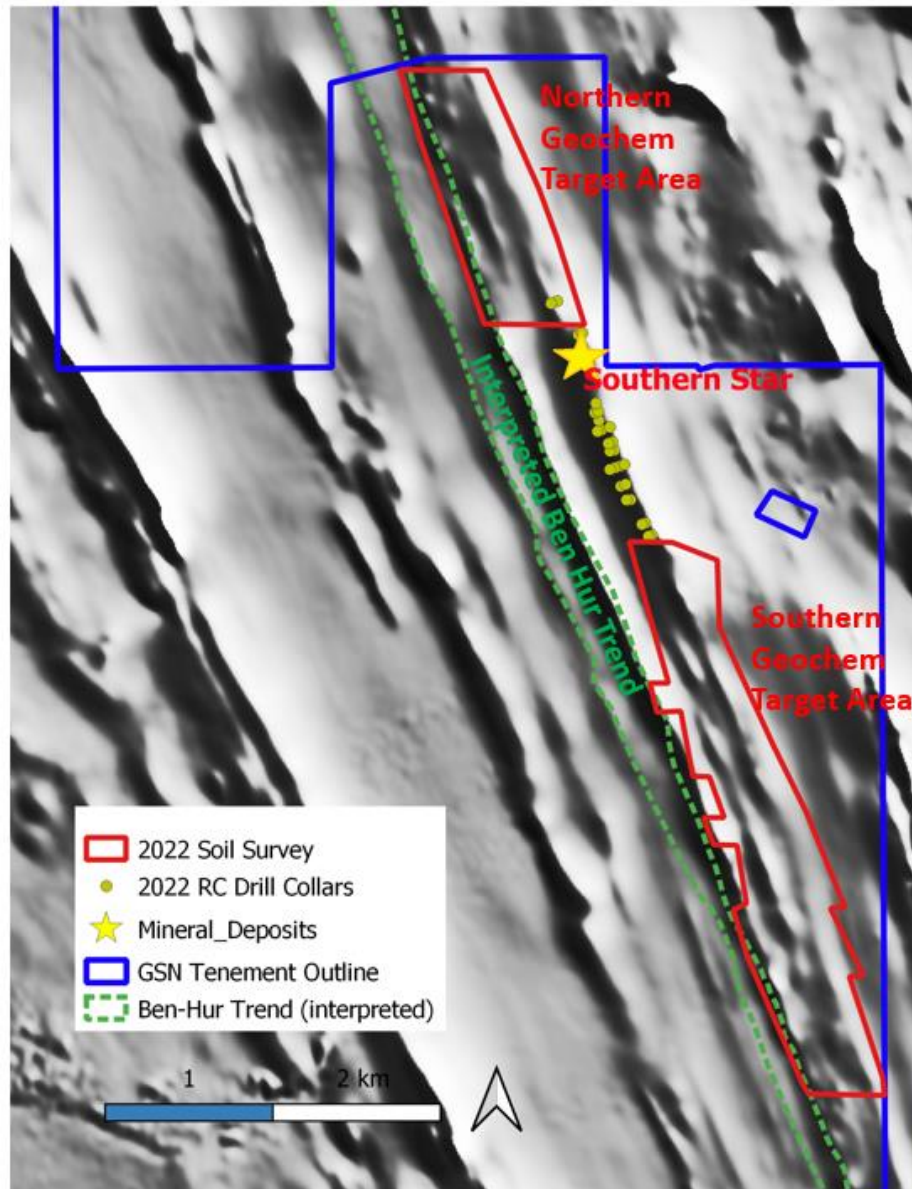 Northern
Geochem
Target Area
Southern Star
Interpreted Ben Hur Trend
Southern
Geochem
Target Area
2022 Soil Survey
2022 RC Drill Collars
Mineral_Deposits
GSN Tenement Outline
Ben-Hur Trend (interpreted)
1 2 km